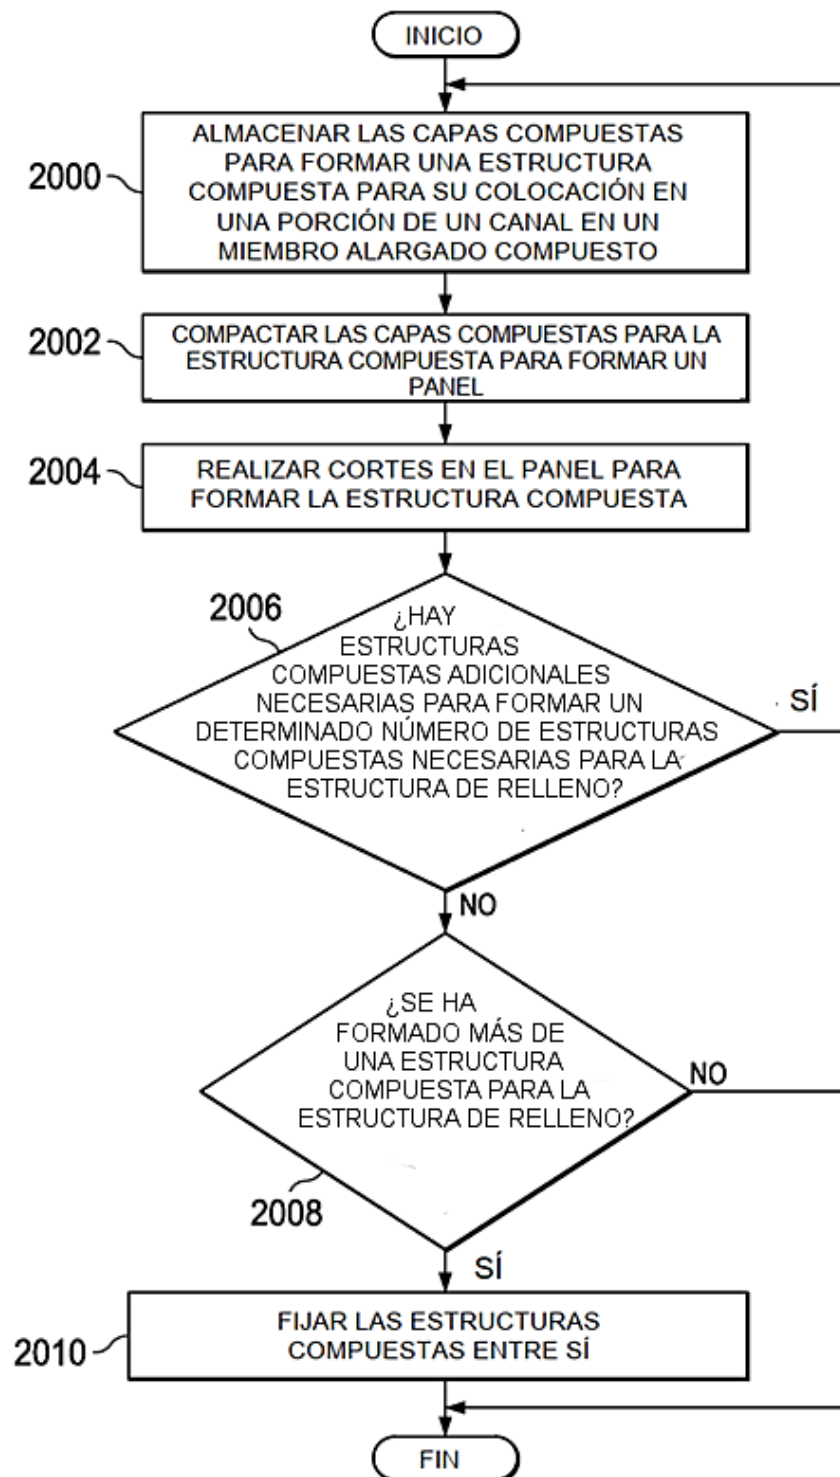 INICIO
2000
ALMACENAR LAS CAPAS COMPUESTAS
PARA FORMAR UNA ESTRUCTURA
COMPUESTA PARA SU COLOCACIÓN EN
UNA PORCIÓN DE UN CANAL EN UN
MIEMBRO ALARGADO COMPUESTO
2002
COMPACTAR LAS CAPAS COMPUESTAS PARA LA
ESTRUCTURA COMPUESTA PARA FORMAR UN
PANEL
2004
REALIZAR CORTES EN EL PANEL PARA
FORMAR LA ESTRUCTURA COMPUESTA
2006
¿HAY
ESTRUCTURAS
COMPUESTAS ADICIONALES
NECESARIAS PARA FORMAR UN
DETERMINADO NÚMERO DE ESTRUCTURAS
COMPUESTAS NECESARIAS PARA LA
ESTRUCTURA DE RELLENO?
SÍ
NO
¿SE HA
FORMADO MÁS DE
UNA ESTRUCTURA
COMPUESTA PARA LA
ESTRUCTURA DE RELLENO?
NO
2008
SÍ
2010
FIJAR LAS ESTRUCTURAS
COMPUESTAS ENTRE SÍ
FIN